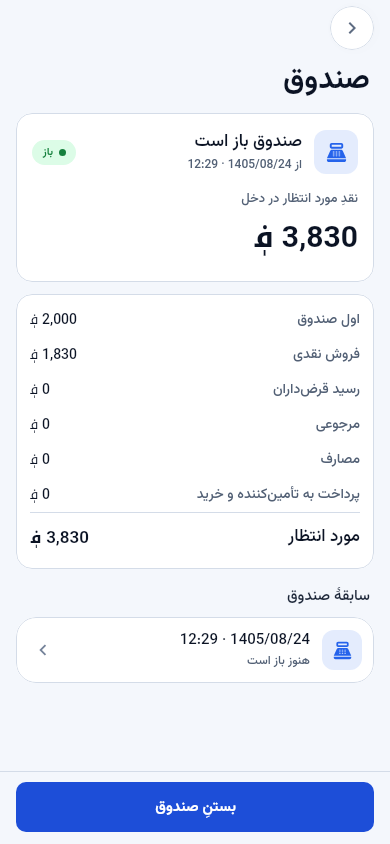 صندوق
صندوق باز است
باز
از 1405/08/24 · 12:29
نقدِ مورد انتظار در دخل
3,830 ؋
اول صندوق 2,000 ؋
فروش نقدی 1,830 ؋
رسید قرض‌داران 0 ؋
مرجوعی 0 ؋
مصارف 0 ؋
پرداخت به تأمین‌کننده و خرید 0 ؋
مورد انتظار 3,830 ؋
سابقهٔ صندوق
1405/08/24 · 12:29
هنوز باز است
بستنِ صندوق